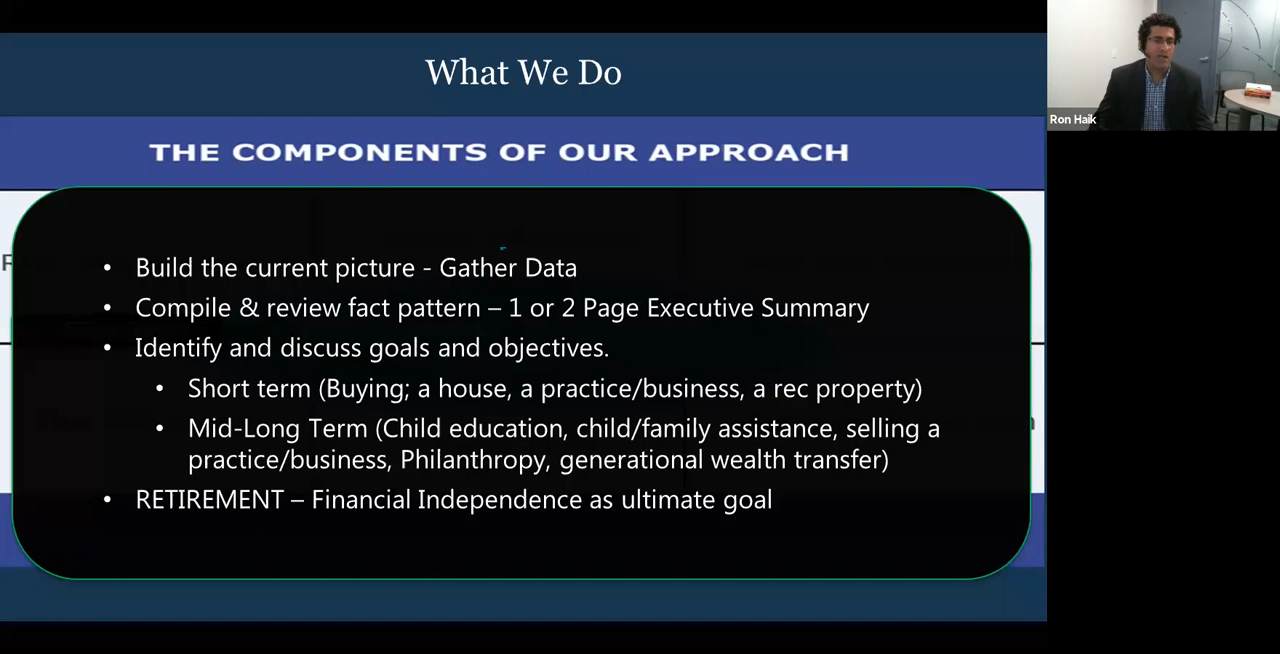 What We Do
THE COMPONENTS OF OUR APPROACH
• Build the current picture - Gather Data
• Compile & review fact pattern – 1 or 2 Page Executive Summary
• Identify and discuss goals and objectives.
• Short term (Buying; a house, a practice/business, a rec property)
• Mid-Long Term (Child education, child/family assistance, selling a
practice/business, Philanthropy, generational wealth transfer)
• RETIREMENT – Financial Independence as ultimate goal
Ron Haik